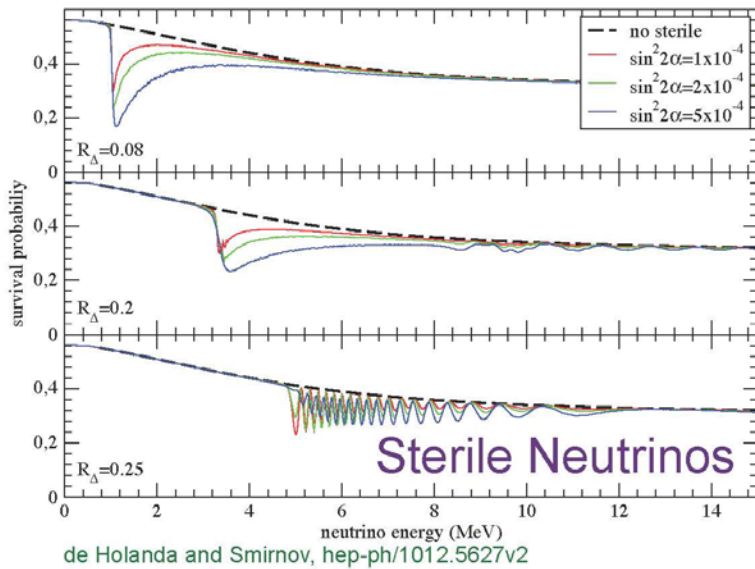 no sterile
sin²2α=1x10⁻⁴
sin²2α=2x10⁻⁴
sin²2α=5x10⁻⁴
0,4
0,2
0
R_Δ=0.08
0,4
0,2
0
R_Δ=0.2
survival probabiliy
0,4
0,2
0
R_Δ=0.25
Sterile Neutrinos
0 2 4 6 8 10 12 14
neutrino energy (MeV)
de Holanda and Smirnov, hep-ph/1012.5627v2